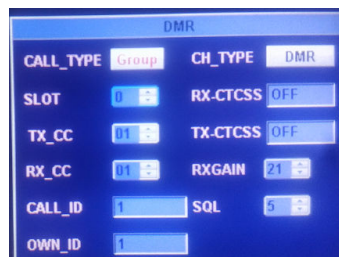 DMR
CALL_TYPE Group CH_TYPE DMR
SLOT 0 RX-CTCSS OFF
TX_CC 01 TX-CTCSS OFF
RX_CC 01 RXGAIN 21
CALL_ID 1 SQL 5
OWN_ID 1